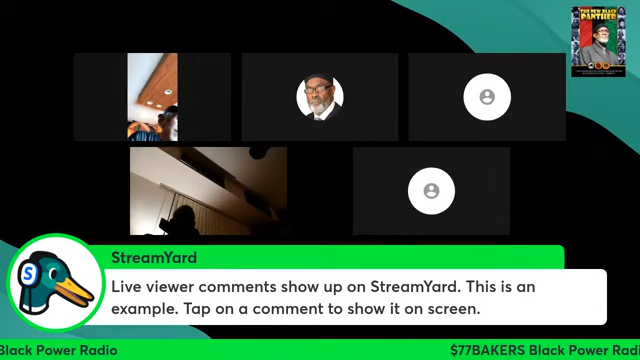 THE NEW BLACK
PANTHER
StreamYard
Live viewer comments show up on StreamYard. This is an
example. Tap on a comment to show it on screen.
S
Black Power Radio
$77BAKERS Black Power Radi